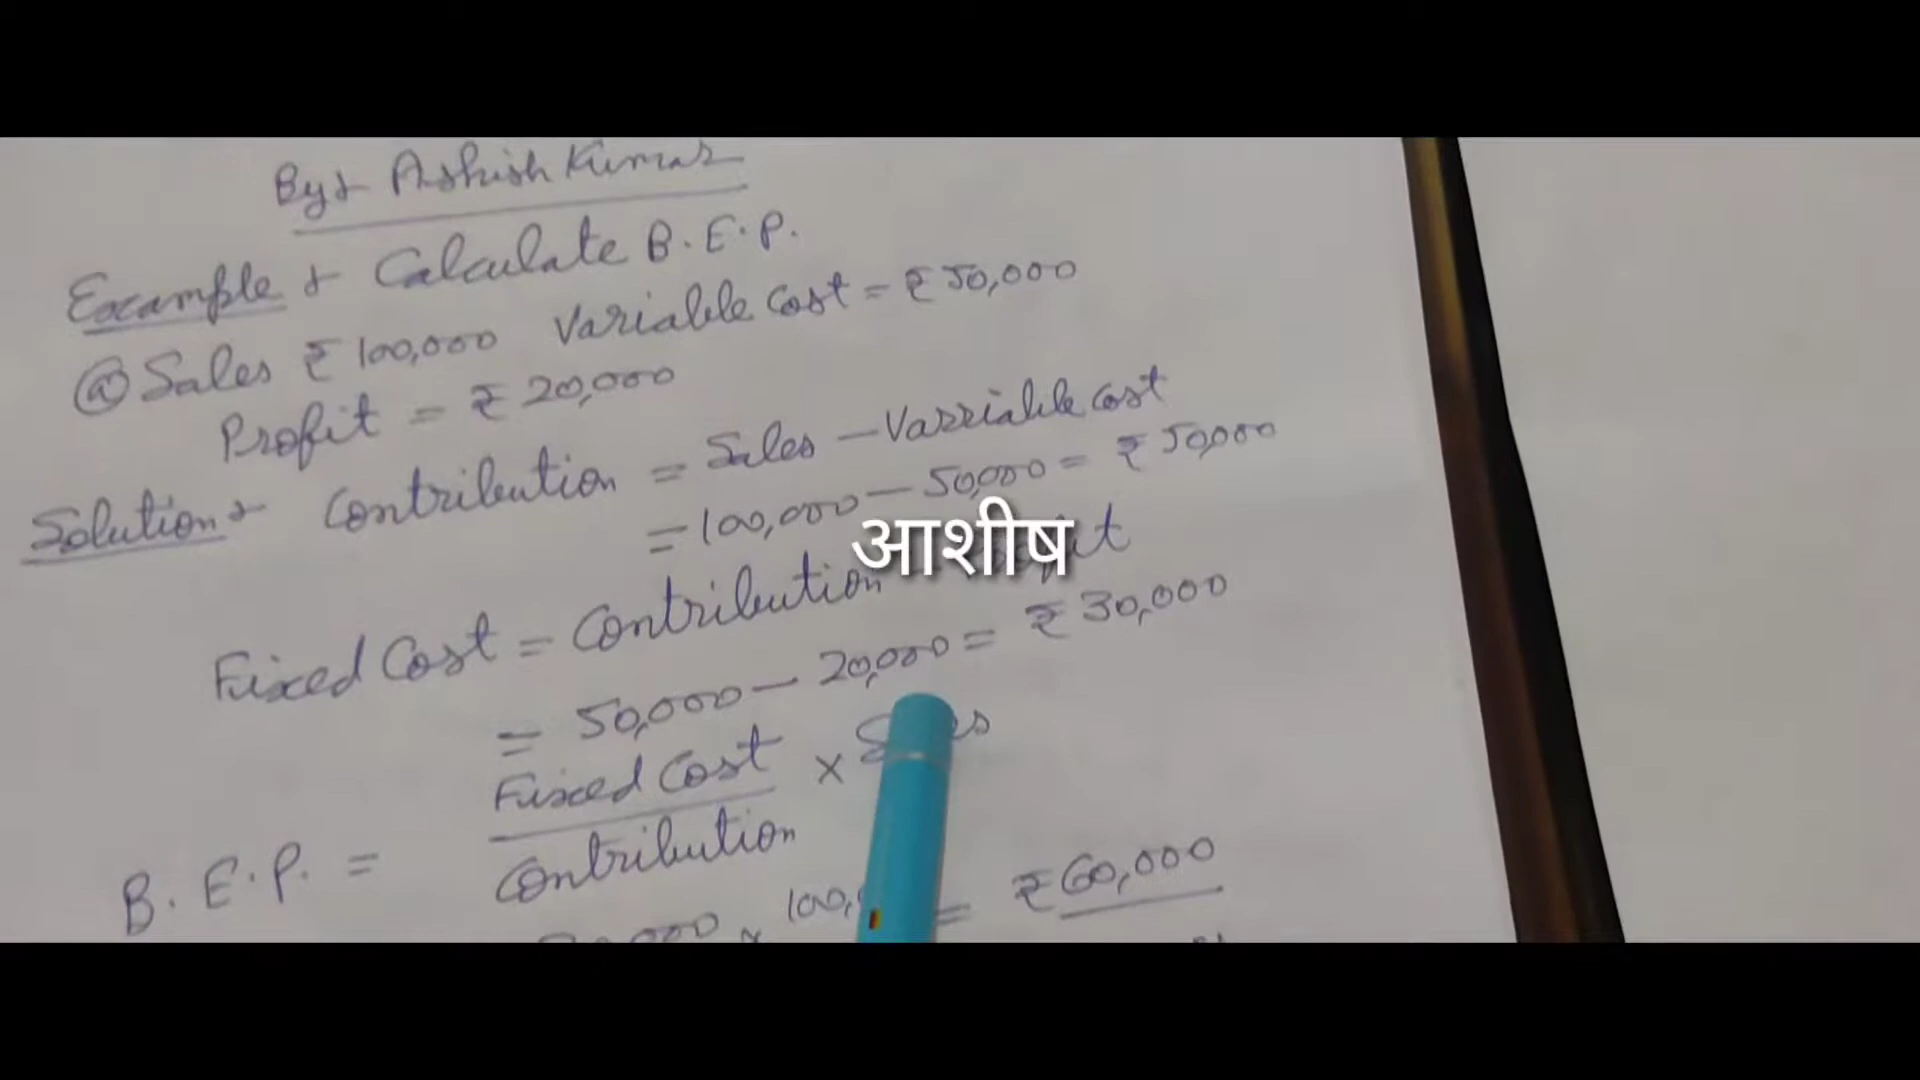 By:- Ashish Kumar
Example:- Calculate B.E.P.
@ Sales ₹ 100,000 Variable Cost = ₹ 50,000
Profit = ₹ 20,000
Solution:- Contribution = Sales - Varriable cost
= 100,000 - 50,000 = ₹ 50,000
आशीष
Fixed Cost = Contribution
= 50,000 - 20,000 = ₹ 30,000
B.E.P. = Fixed Cost × Sales
Contribution
= ₹ 60,000